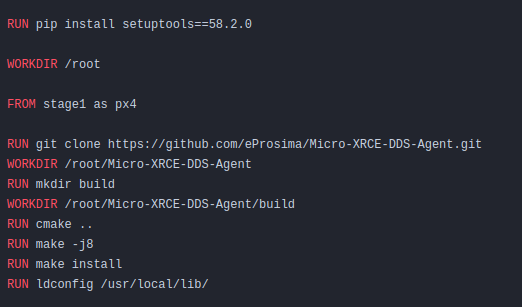 RUN pip install setuptools==58.2.0
WORKDIR /root
FROM stage1 as px4
RUN git clone https://github.com/eProsima/Micro-XRCE-DDS-Agent.git
WORKDIR /root/Micro-XRCE-DDS-Agent
RUN mkdir build
WORKDIR /root/Micro-XRCE-DDS-Agent/build
RUN cmake ..
RUN make -j8
RUN make install
RUN ldconfig /usr/local/lib/